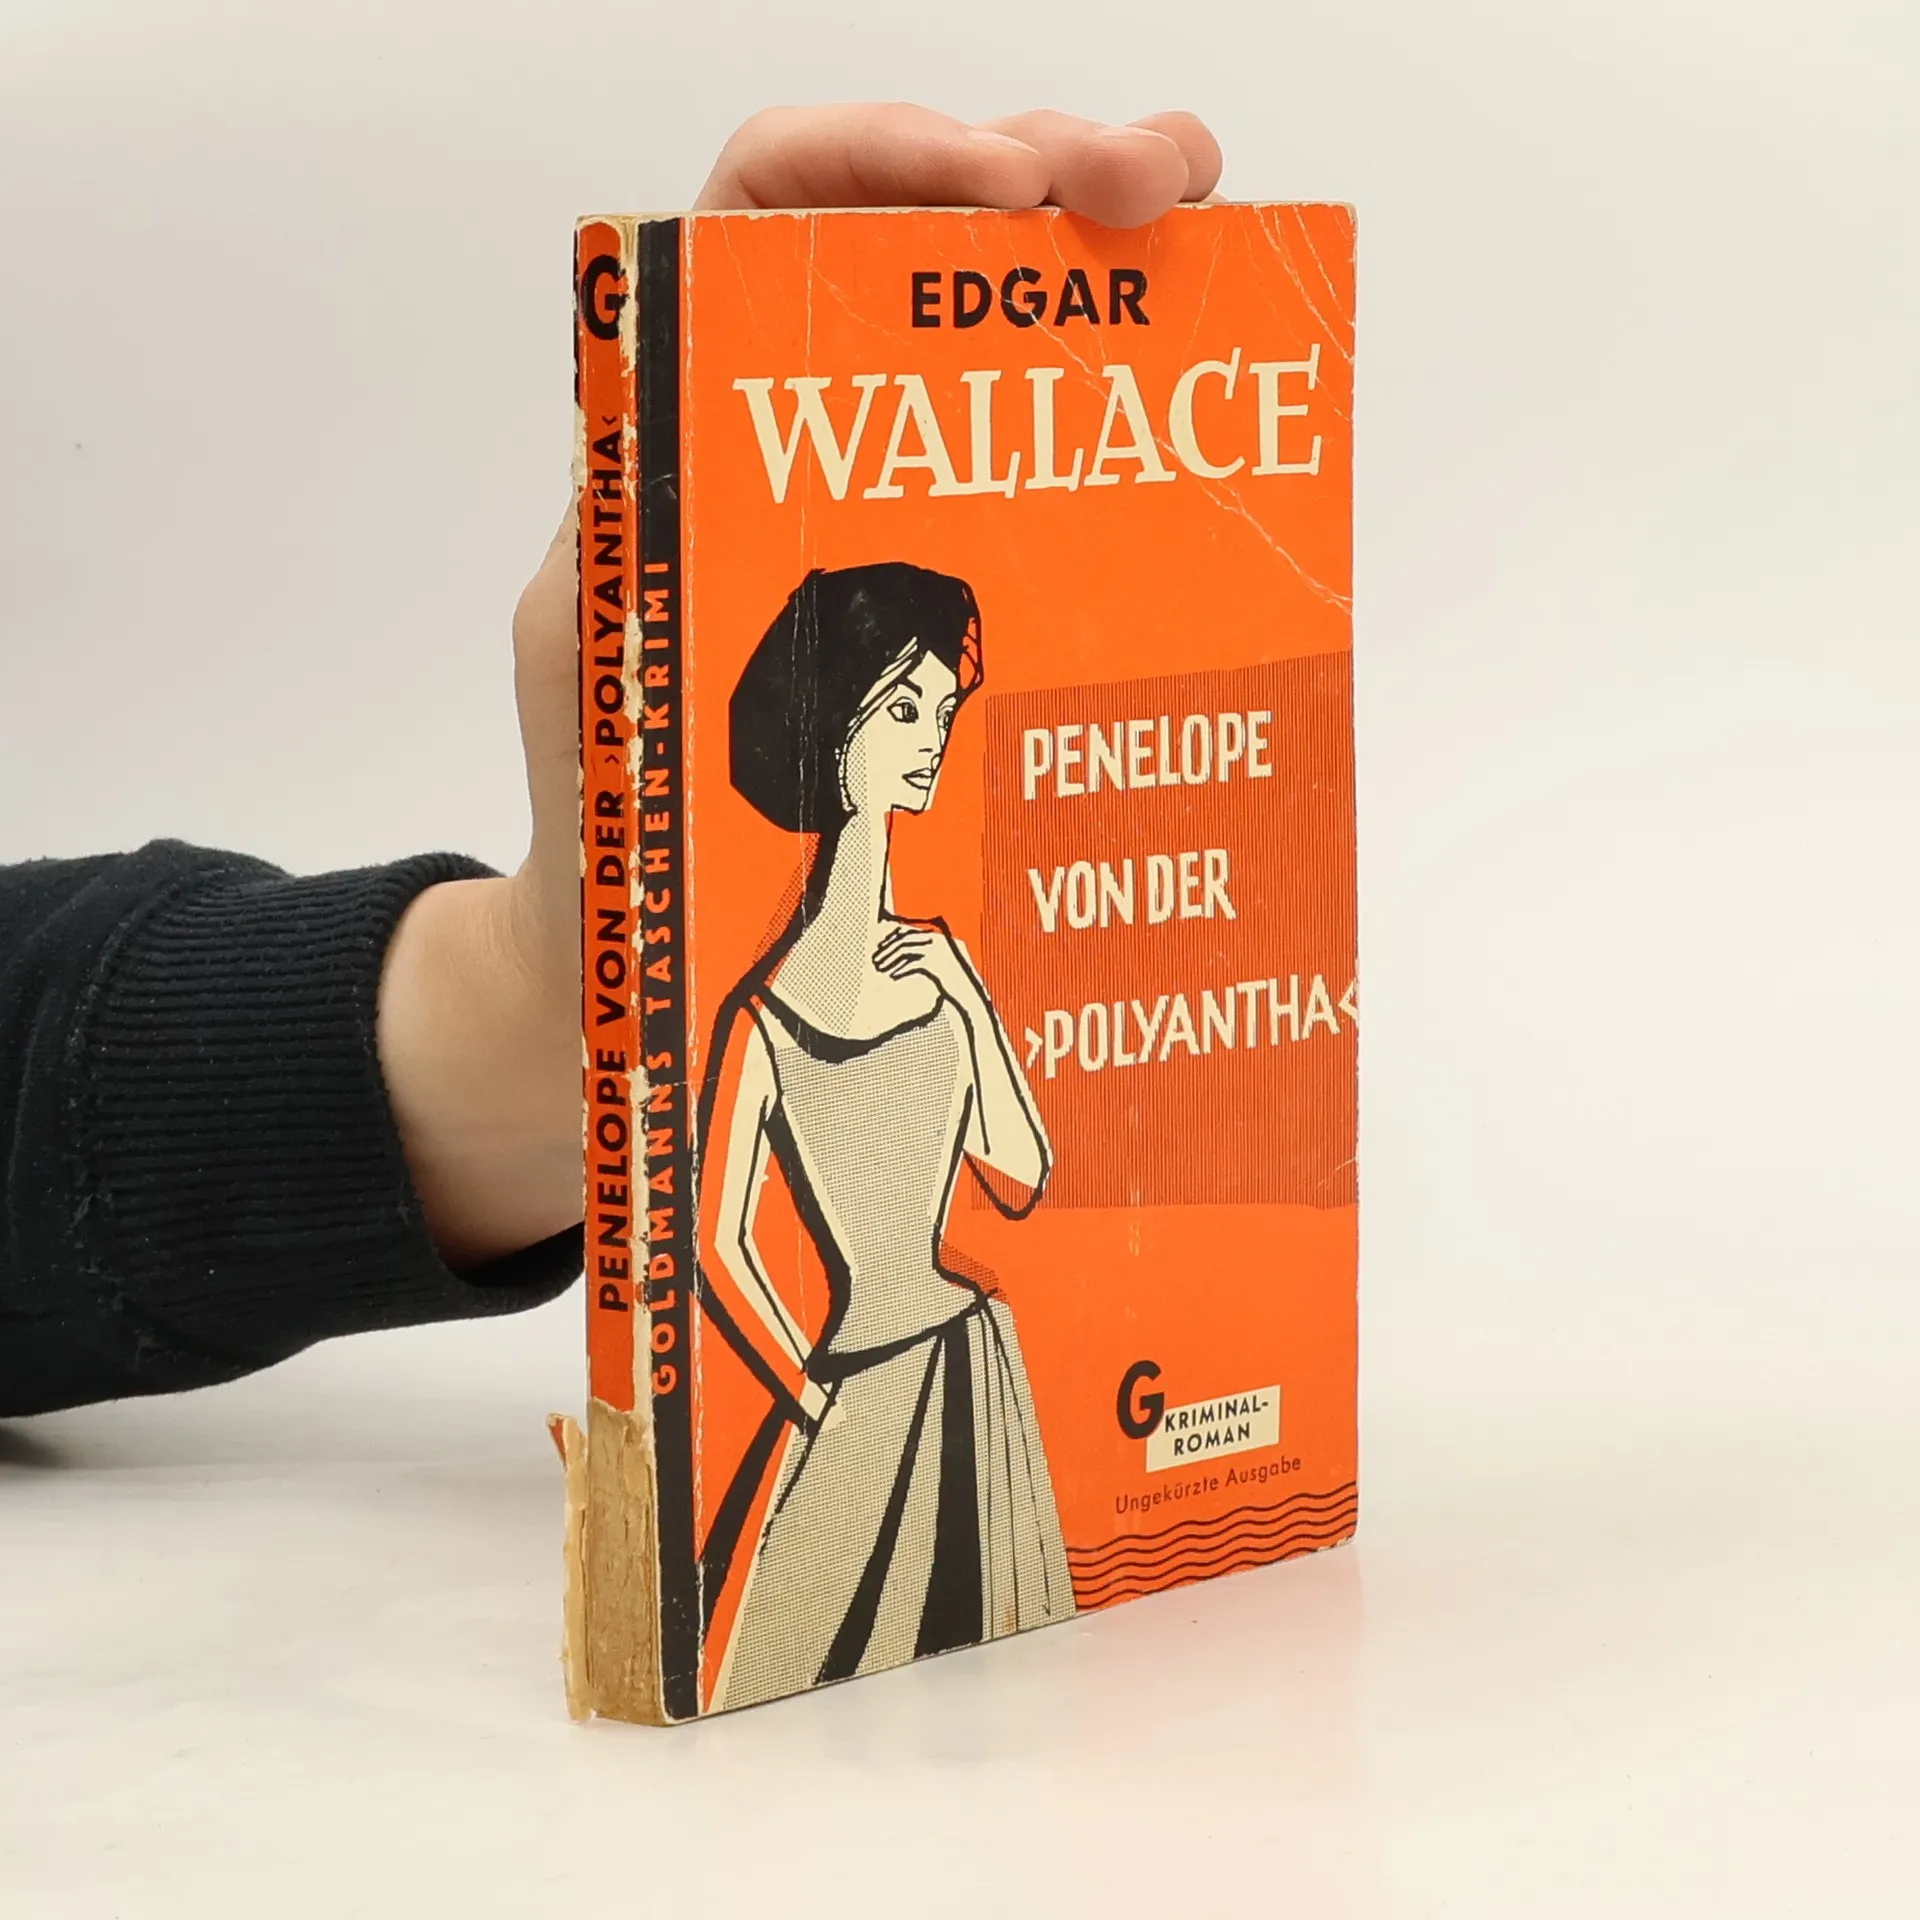 G
PENELOPE VON DER ›POLYANTHA‹
GOLDMANNS TASCHEN-KRIMI
EDGAR
WALLACE
PENELOPE
VON DER
›POLYANTHA‹
G
KRIMINAL-
ROMAN
Ungekürzte Ausgabe